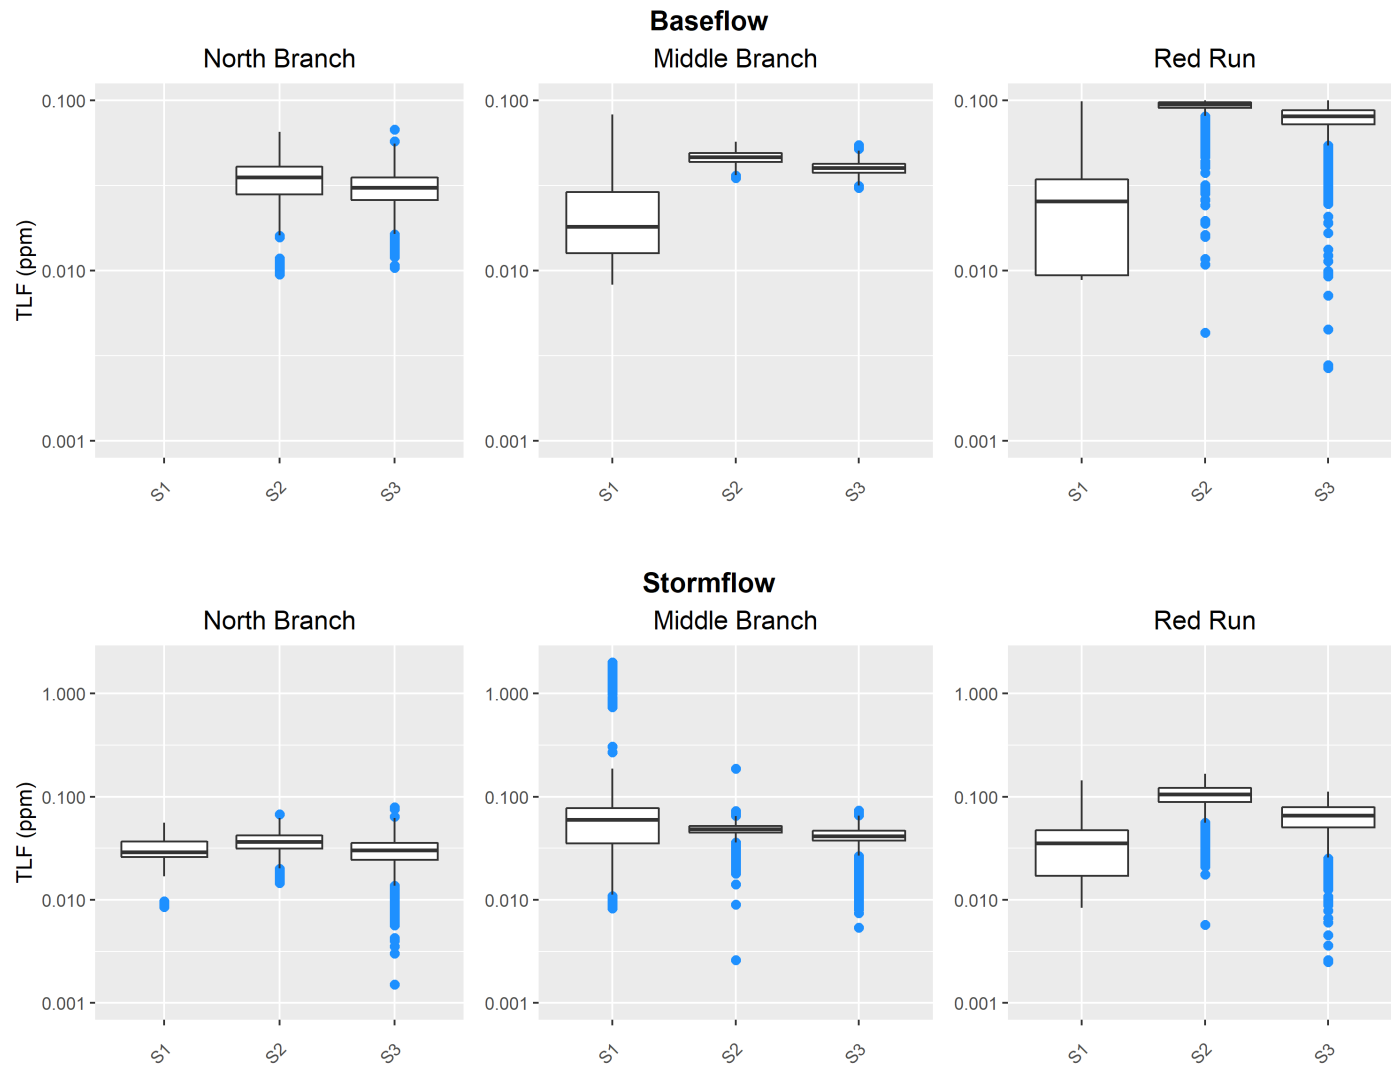 Baseflow
North Branch
Middle Branch
Red Run
TLF (ppm)
0.100
0.010
0.001
S1
S2
S3
0.100
0.010
0.001
S1
S2
S3
0.100
0.010
0.001
S1
S2
S3
Stormflow
North Branch
Middle Branch
Red Run
TLF (ppm)
1.000
0.100
0.010
0.001
S1
S2
S3
1.000
0.100
0.010
0.001
S1
S2
S3
1.000
0.100
0.010
0.001
S1
S2
S3